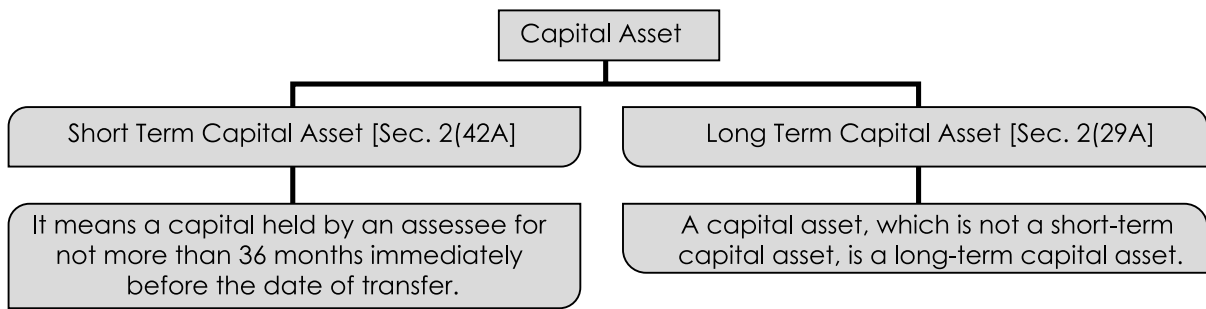 Capital Asset
Short Term Capital Asset [Sec. 2(42A]
Long Term Capital Asset [Sec. 2(29A]
It means a capital held by an assessee for
not more than 36 months immediately
before the date of transfer.
A capital asset, which is not a short-term
capital asset, is a long-term capital asset.